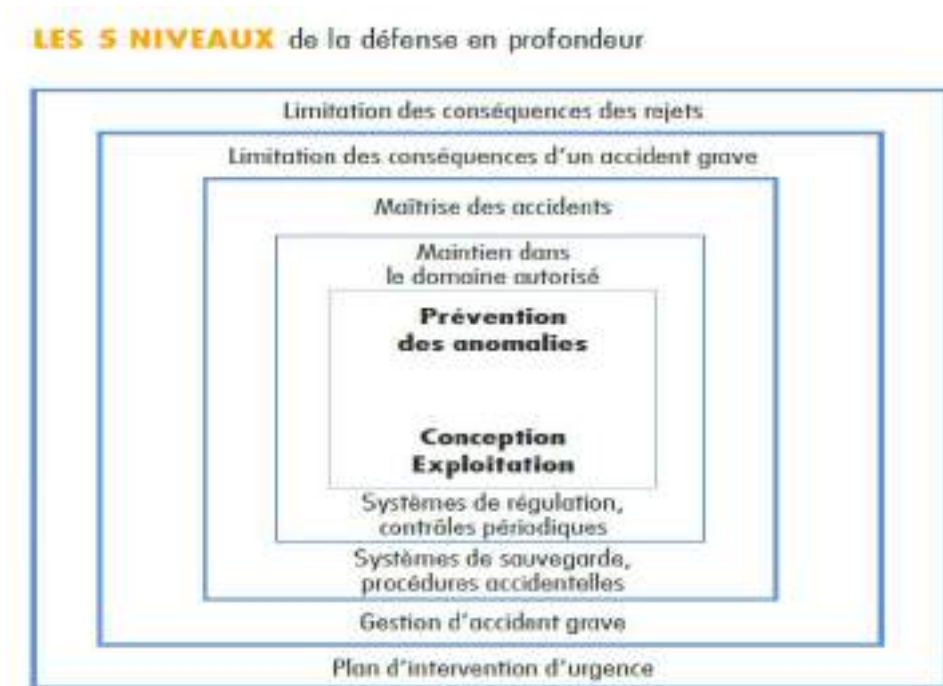 LES 5 NIVEAUX de la défense en profondeur
Limitation des conséquences des rejets
Limitation des conséquences d'un accident grave
Maîtrise des accidents
Maintien dans
le domaine autorisé
Prévention
des anomalies
Conception
Exploitation
Systèmes de régulation,
contrôles périodiques
Systèmes de sauvegarde,
procédures accidentelles
Gestion d'accident grave
Plan d'intervention d'urgence